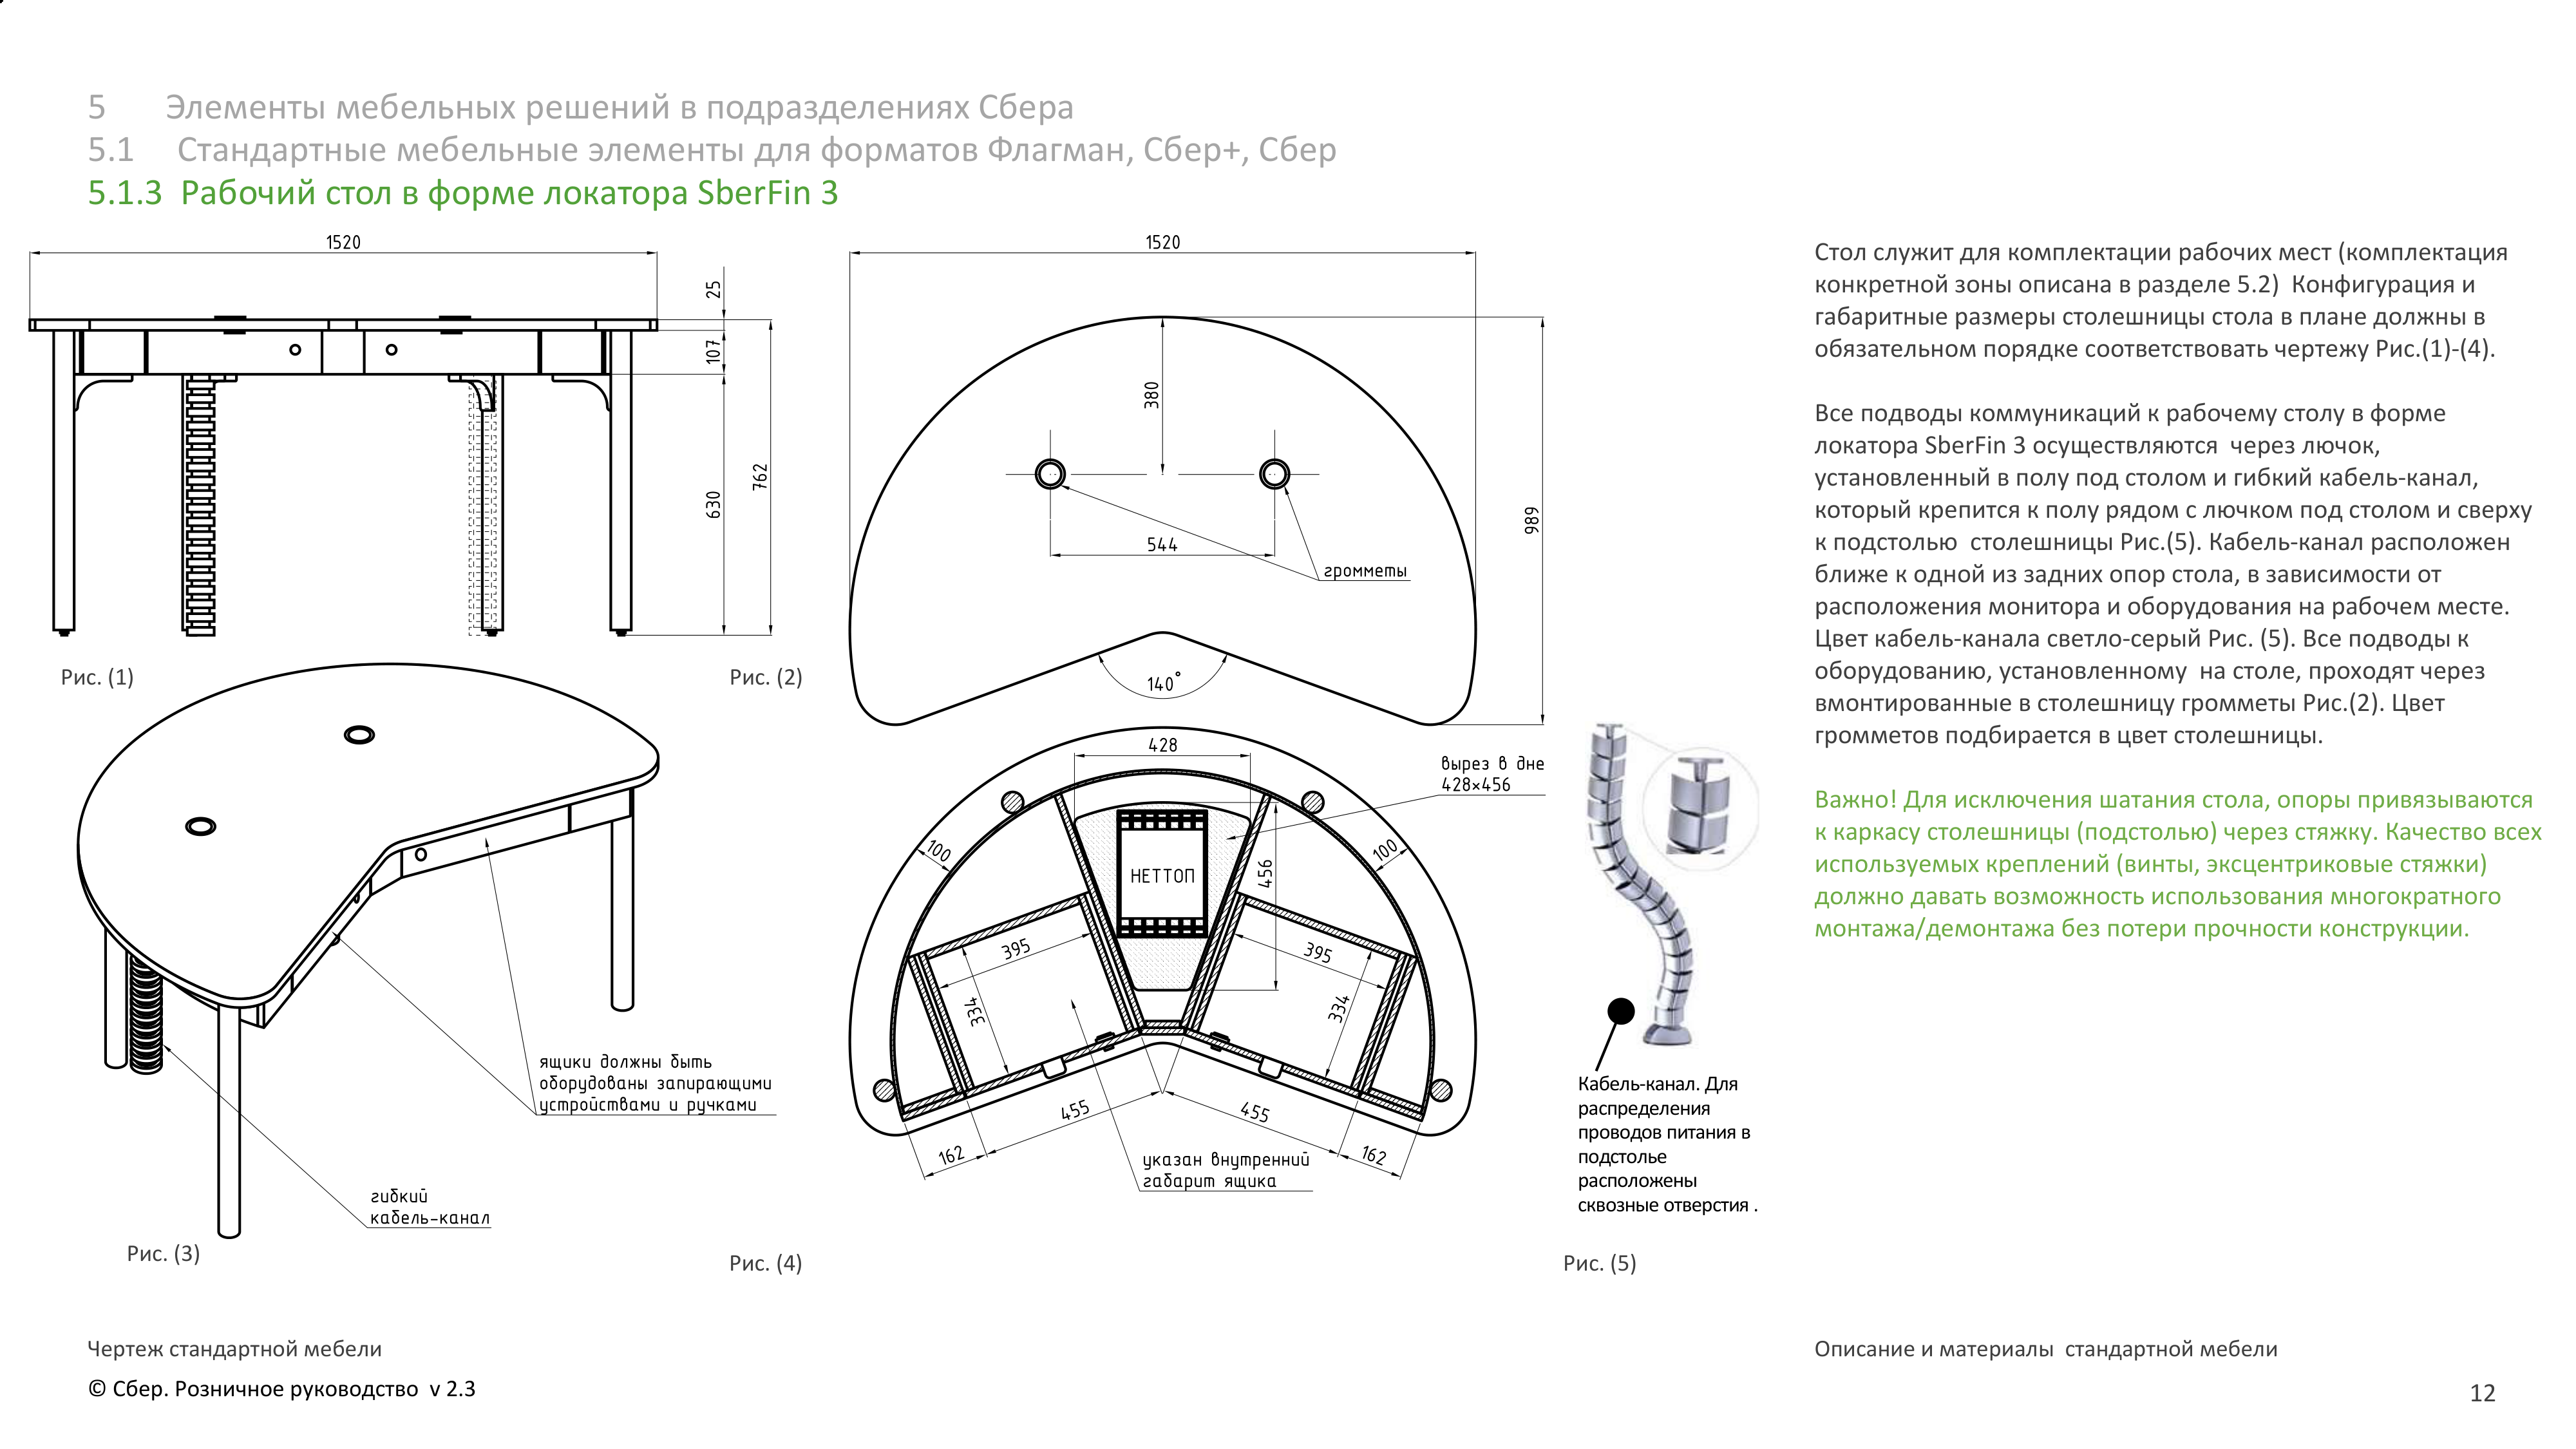 5 Элементы мебельных решений в подразделениях Сбера
5.1 Стандартные мебельные элементы для форматов Флагман, Сбер+, Сбер
5.1.3 Рабочий стол в форме локатора SberFin 3
1520
25
107
630
762
Рис. (1)
1520
380
544
громметы
989
140°
Рис. (2)
ящики должны быть
оборудованы запирающими
устройствами и ручками
гибкий
кабель-канал
Рис. (3)
428
вырез в дне
428×456
100
100
НЕТТОП
456
395
395
334
334
455
455
162
162
указан внутренний
габарит ящика
Рис. (4)
Кабель-канал. Для
распределения
проводов питания в
подстолье
расположены
сквозные отверстия .
Рис. (5)
Стол служит для комплектации рабочих мест (комплектация
конкретной зоны описана в разделе 5.2) Конфигурация и
габаритные размеры столешницы стола в плане должны в
обязательном порядке соответствовать чертежу Рис.(1)-(4).
Все подводы коммуникаций к рабочему столу в форме
локатора SberFin 3 осуществляются через лючок,
установленный в полу под столом и гибкий кабель-канал,
который крепится к полу рядом с лючком под столом и сверху
к подстолью столешницы Рис.(5). Кабель-канал расположен
ближе к одной из задних опор стола, в зависимости от
расположения монитора и оборудования на рабочем месте.
Цвет кабель-канала светло-серый Рис. (5). Все подводы к
оборудованию, установленному на столе, проходят через
вмонтированные в столешницу громметы Рис.(2). Цвет
громметов подбирается в цвет столешницы.
Важно! Для исключения шатания стола, опоры привязываются
к каркасу столешницы (подстолью) через стяжку. Качество всех
используемых креплений (винты, эксцентриковые стяжки)
должно давать возможность использования многократного
монтажа/демонтажа без потери прочности конструкции.
Чертеж стандартной мебели
Описание и материалы стандартной мебели
© Сбер. Розничное руководство v 2.3
12